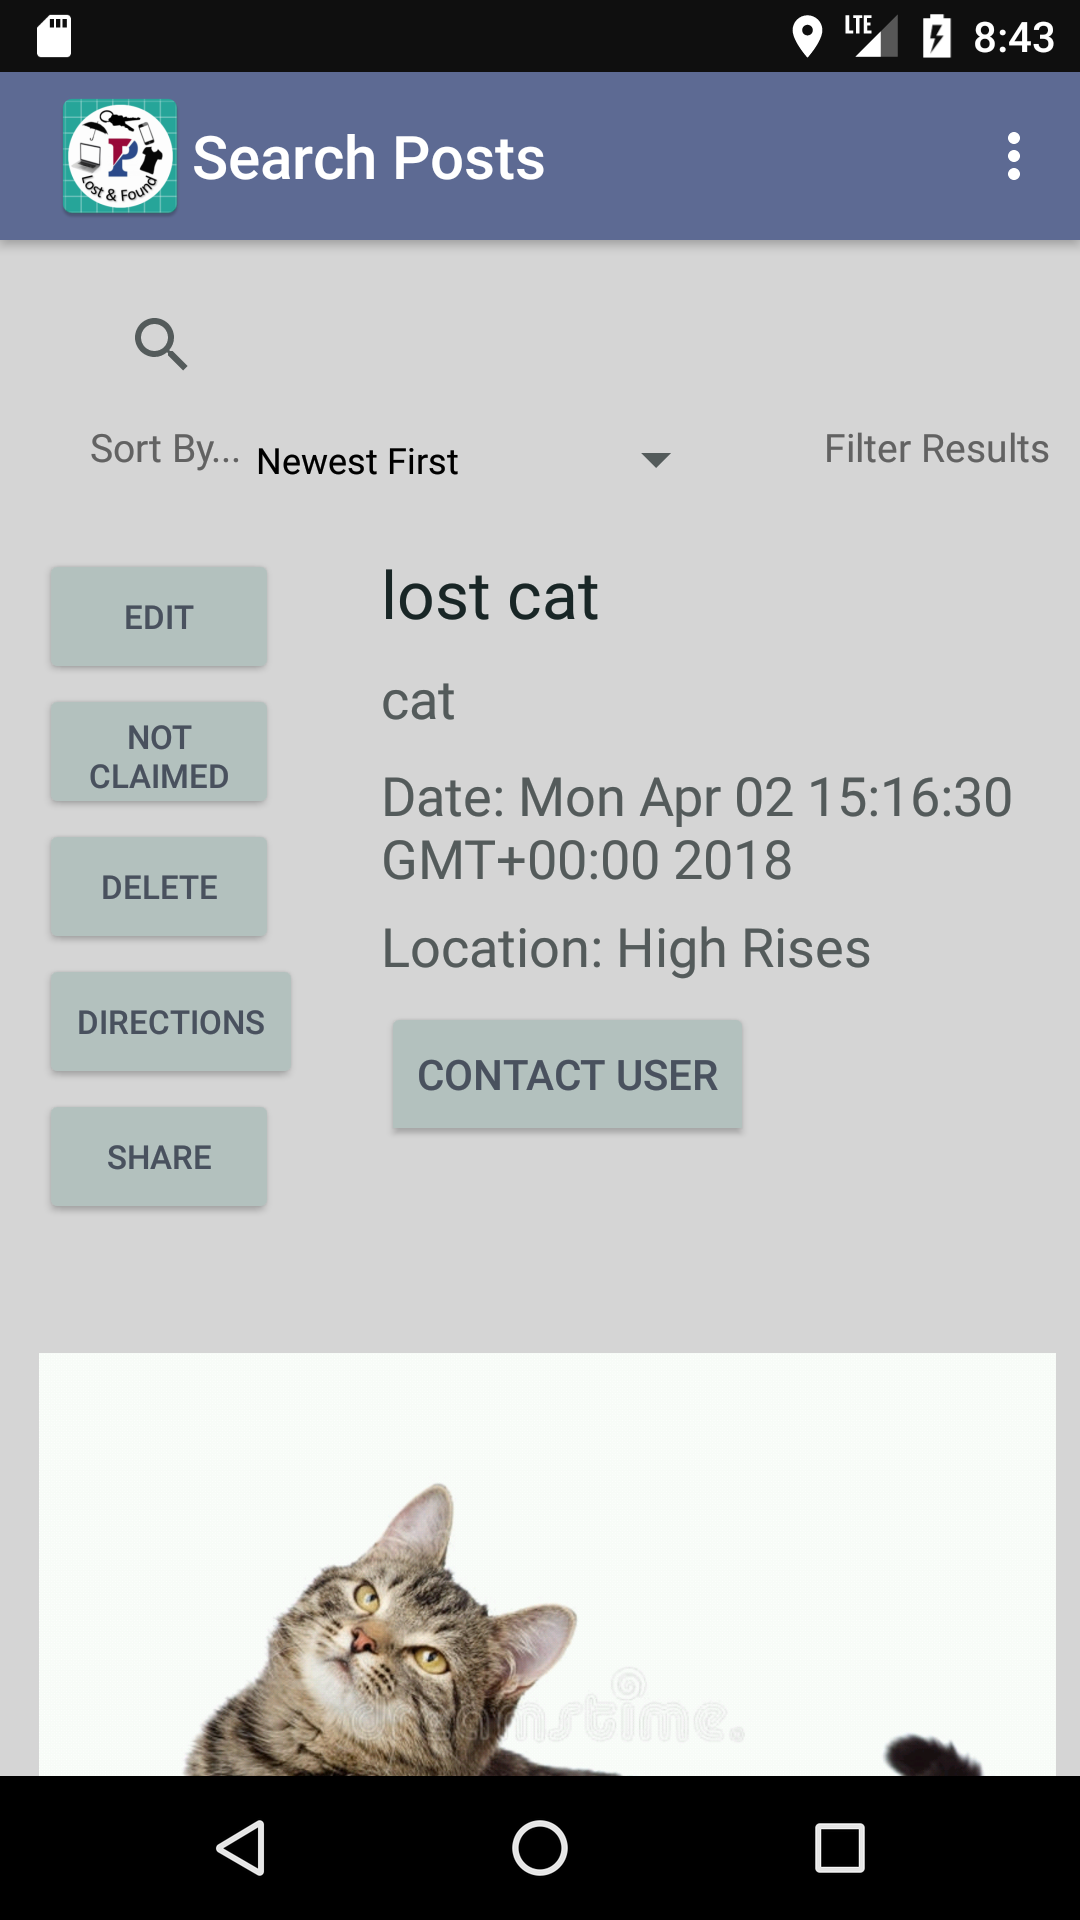 LTE 8:43
P
Lost & Found
Search Posts
Sort By... Newest First Filter Results
EDIT
NOT
CLAIMED
DELETE
DIRECTIONS
SHARE
lost cat
cat
Date: Mon Apr 02 15:16:30
GMT+00:00 2018
Location: High Rises
CONTACT USER
dreamstime.